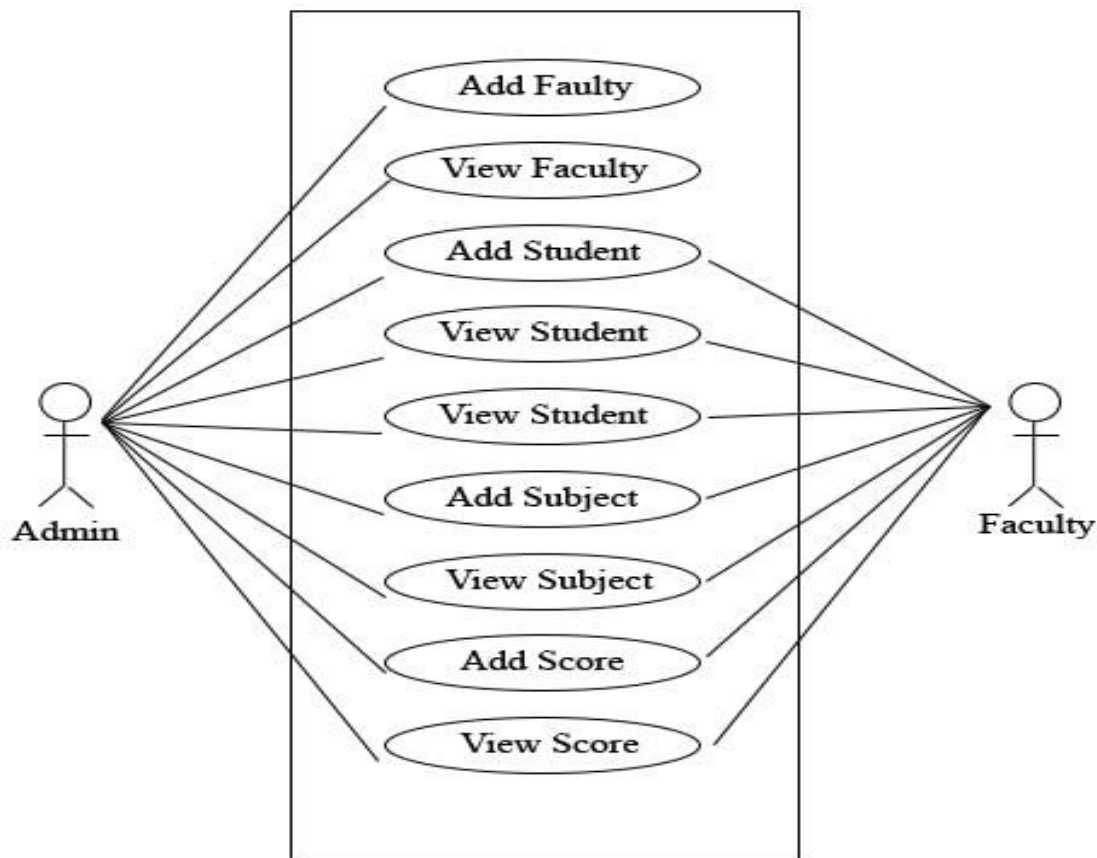 Add Faulty
View Faculty
Add Student
View Student
View Student
Add Subject
View Subject
Add Score
View Score
Admin
Faculty